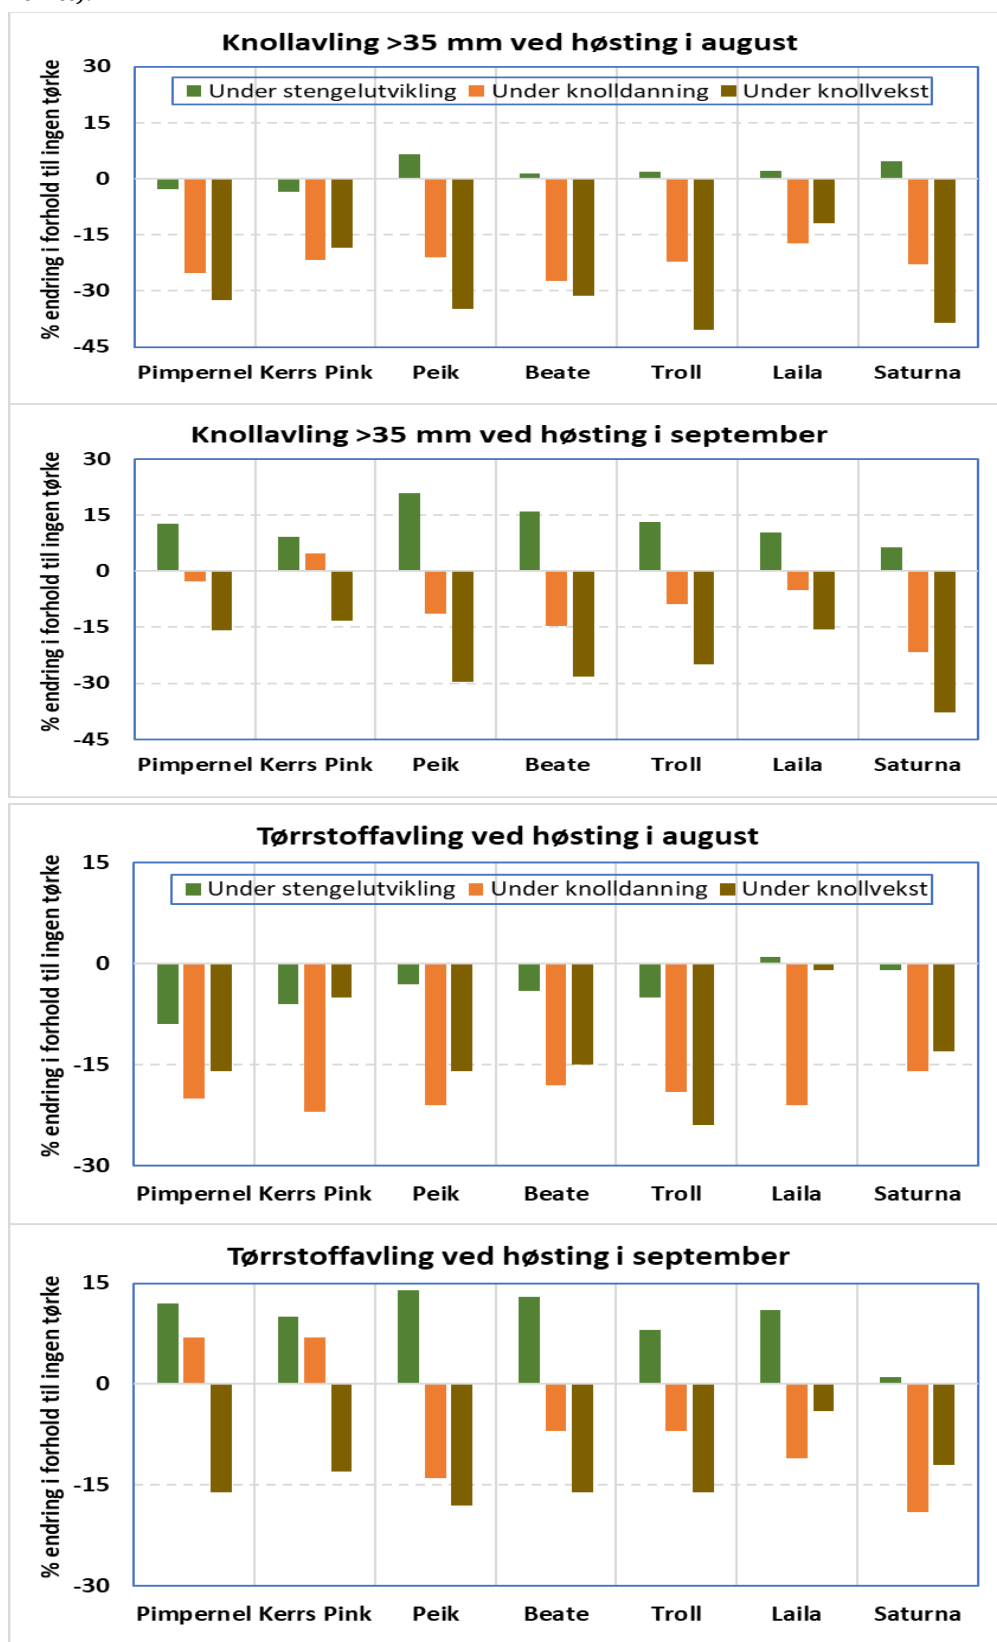 Knollavling >35 mm ved høsting i august
% endring i forhold til ingen tørke
30
15
0
-15
-30
-45
Under stengelutvikling Under knolldanning Under knollvekst
Pimpernel Kerrs Pink Peik Beate Troll Laila Saturna
Knollavling >35 mm ved høsting i september
% endring i forhold til ingen tørke
30
15
0
-15
-30
-45
Pimpernel Kerrs Pink Peik Beate Troll Laila Saturna
Tørrstoffavling ved høsting i august
% endring i forhold til ingen tørke
15
0
-15
-30
Under stengelutvikling Under knolldanning Under knollvekst
Pimpernel Kerrs Pink Peik Beate Troll Laila Saturna
Tørrstoffavling ved høsting i september
% endring i forhold til ingen tørke
15
0
-15
-30
Pimpernel Kerrs Pink Peik Beate Troll Laila Saturna